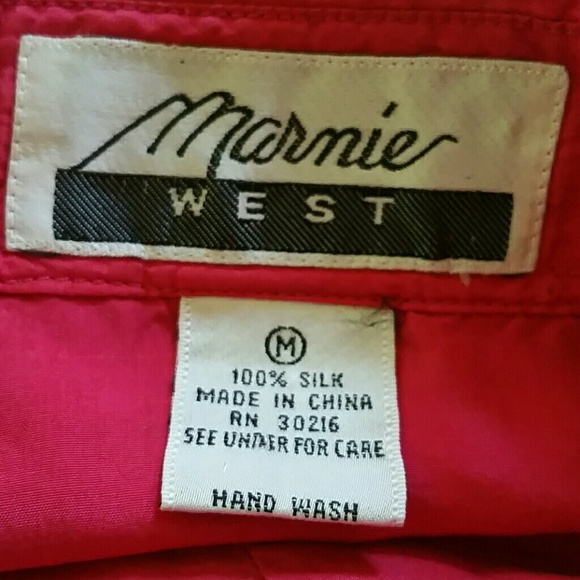 Marnie
WEST
M
100% SILK
MADE IN CHINA
RN 30216
SEE UNDER FOR CARE
HAND WASH